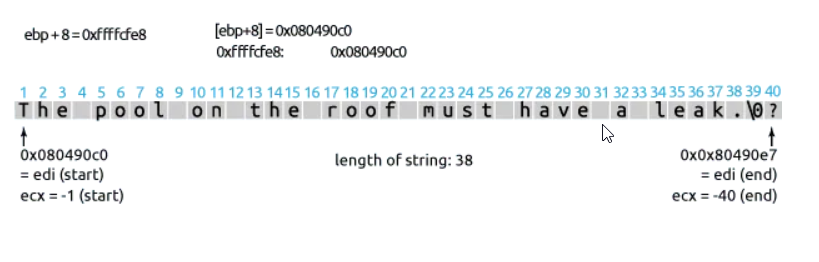 ebp + 8 = 0xffffcfe8
[ebp+8] = 0x080490c0
0xffffcfe8: 0x080490c0
1 2 3 4 5 6 7 8 9 10 11 12 13 14 15 16 17 18 19 20 21 22 23 24 25 26 27 28 29 30 31 32 33 34 35 36 37 38 39 40
The pool on the roof must have a leak.\0?
0x080490c0
= edi (start)
ecx = -1 (start)
length of string: 38
0x0x80490e7
= edi (end)
ecx = -40 (end)